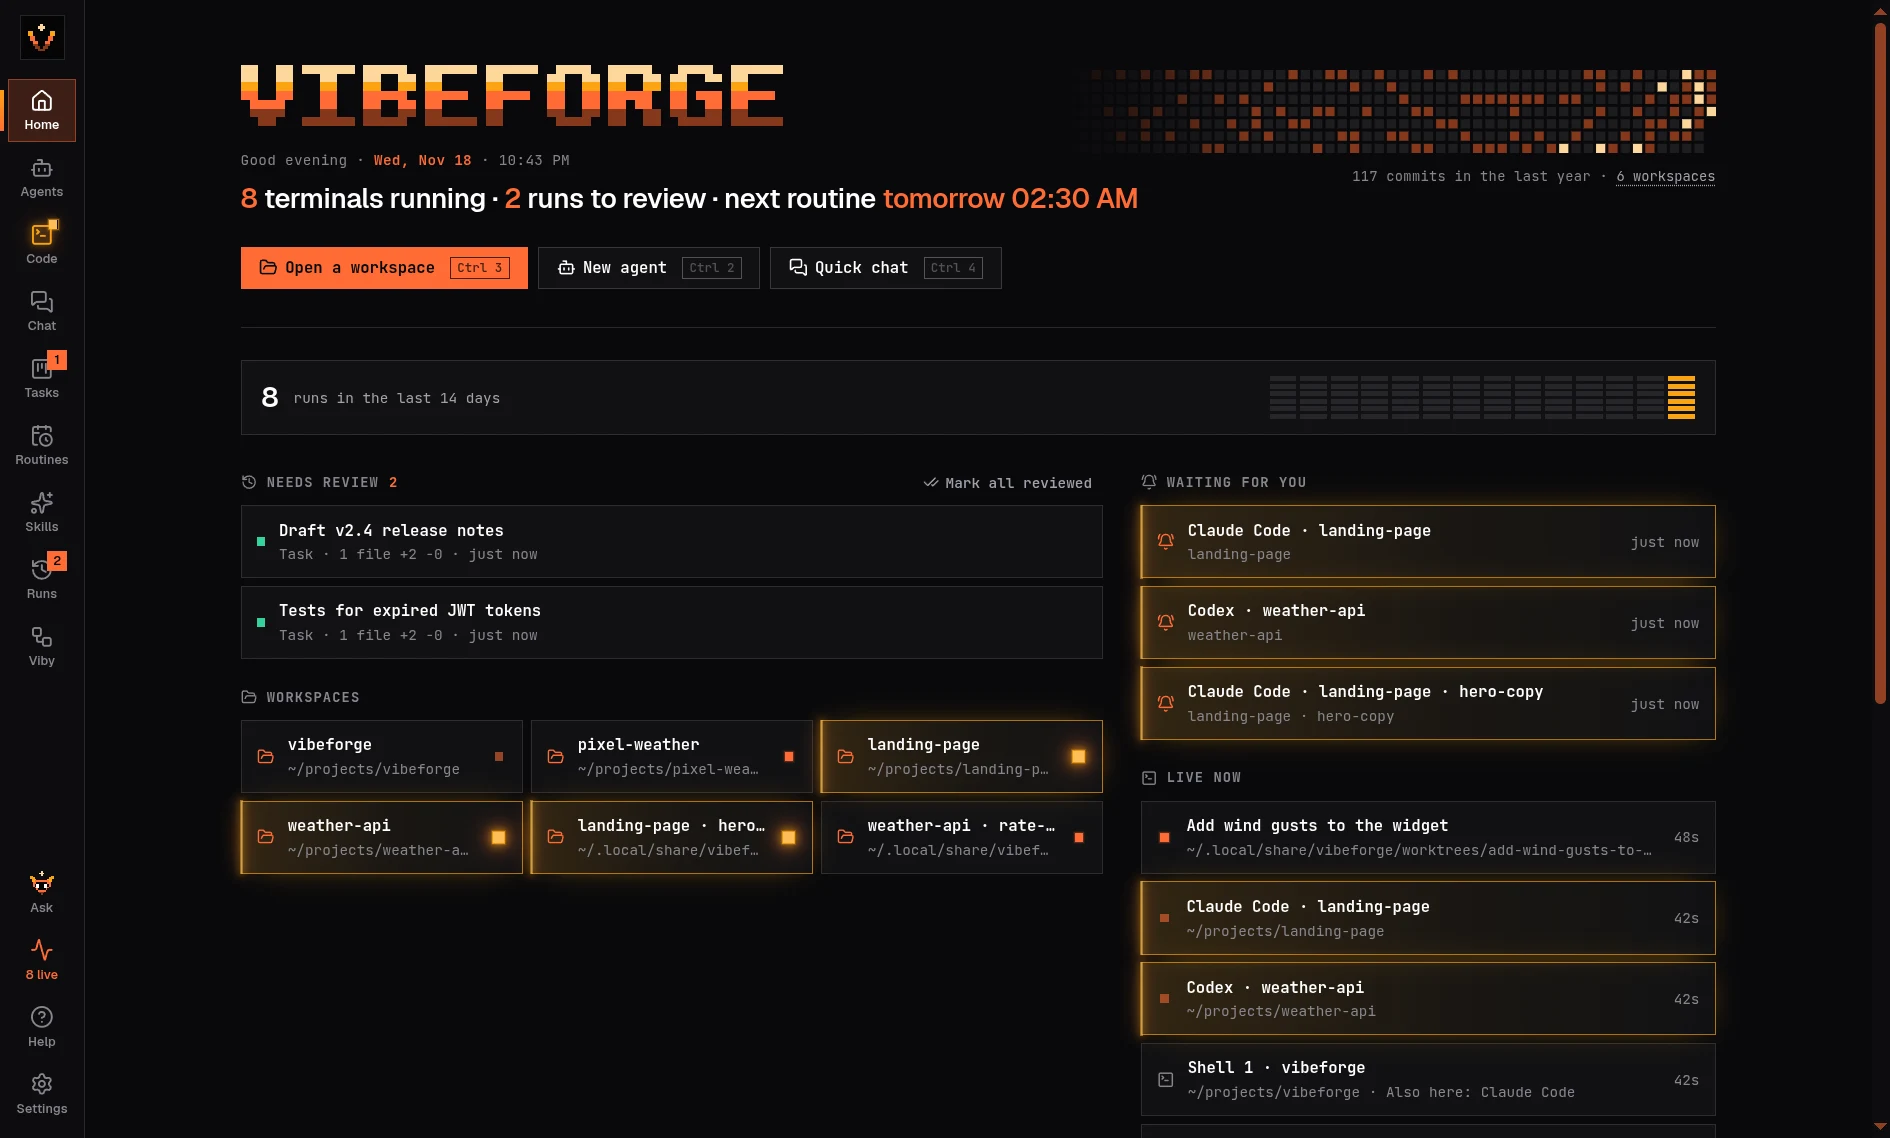 Home
Agents
Code
Chat
1
Tasks
Routines
Skills
2
Runs
Viby
Ask
8 live
Help
Settings
VIBEFORGE
Good evening · Wed, Nov 18 · 10:43 PM
8 terminals running · 2 runs to review · next routine tomorrow 02:30 AM
117 commits in the last year · 6 workspaces
Open a workspace Ctrl 3
New agent Ctrl 2
Quick chat Ctrl 4
8 runs in the last 14 days
NEEDS REVIEW 2
Mark all reviewed
Draft v2.4 release notes
Task · 1 file +2 -0 · just now
Tests for expired JWT tokens
Task · 1 file +2 -0 · just now
WORKSPACES
vibeforge
~/projects/vibeforge
pixel-weather
~/projects/pixel-wea…
landing-page
~/projects/landing-p…
weather-api
~/projects/weather-a…
landing-page · hero…
~/.local/share/vibef…
weather-api · rate-…
~/.local/share/vibef…
WAITING FOR YOU
Claude Code · landing-page
landing-page
just now
Codex · weather-api
weather-api
just now
Claude Code · landing-page · hero-copy
landing-page · hero-copy
just now
LIVE NOW
Add wind gusts to the widget
~/.local/share/vibeforge/worktrees/add-wind-gusts-to-…
48s
Claude Code · landing-page
~/projects/landing-page
42s
Codex · weather-api
~/projects/weather-api
42s
Shell 1 · vibeforge
~/projects/vibeforge · Also here: Claude Code
42s